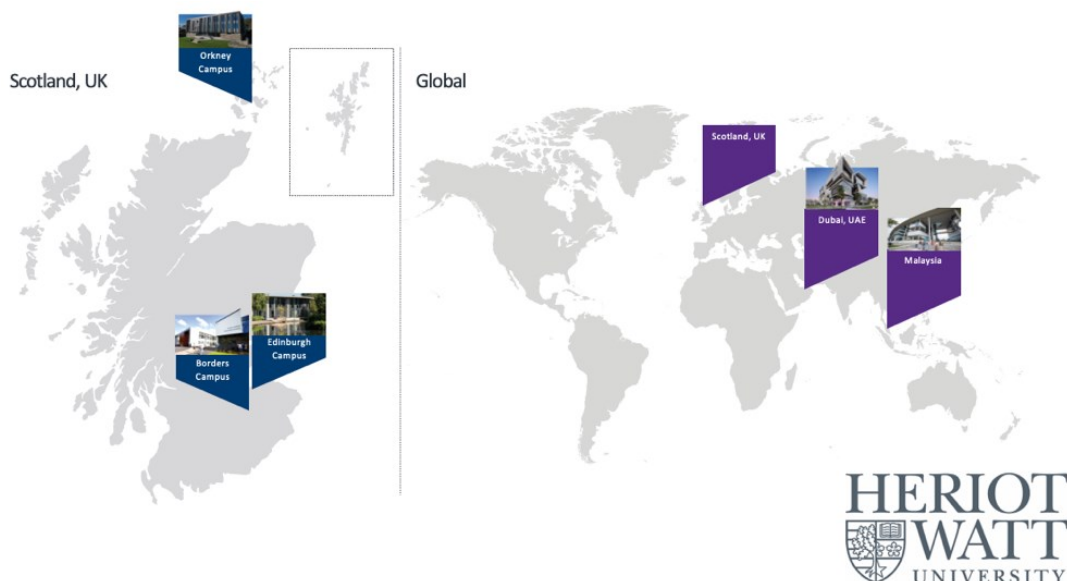 Orkney
Campus
Scotland, UK
Global
Scotland, UK
Dubai, UAE
Malaysia
Edinburgh
Campus
Borders
Campus
HERIOT
WATT
UNIVERSITY